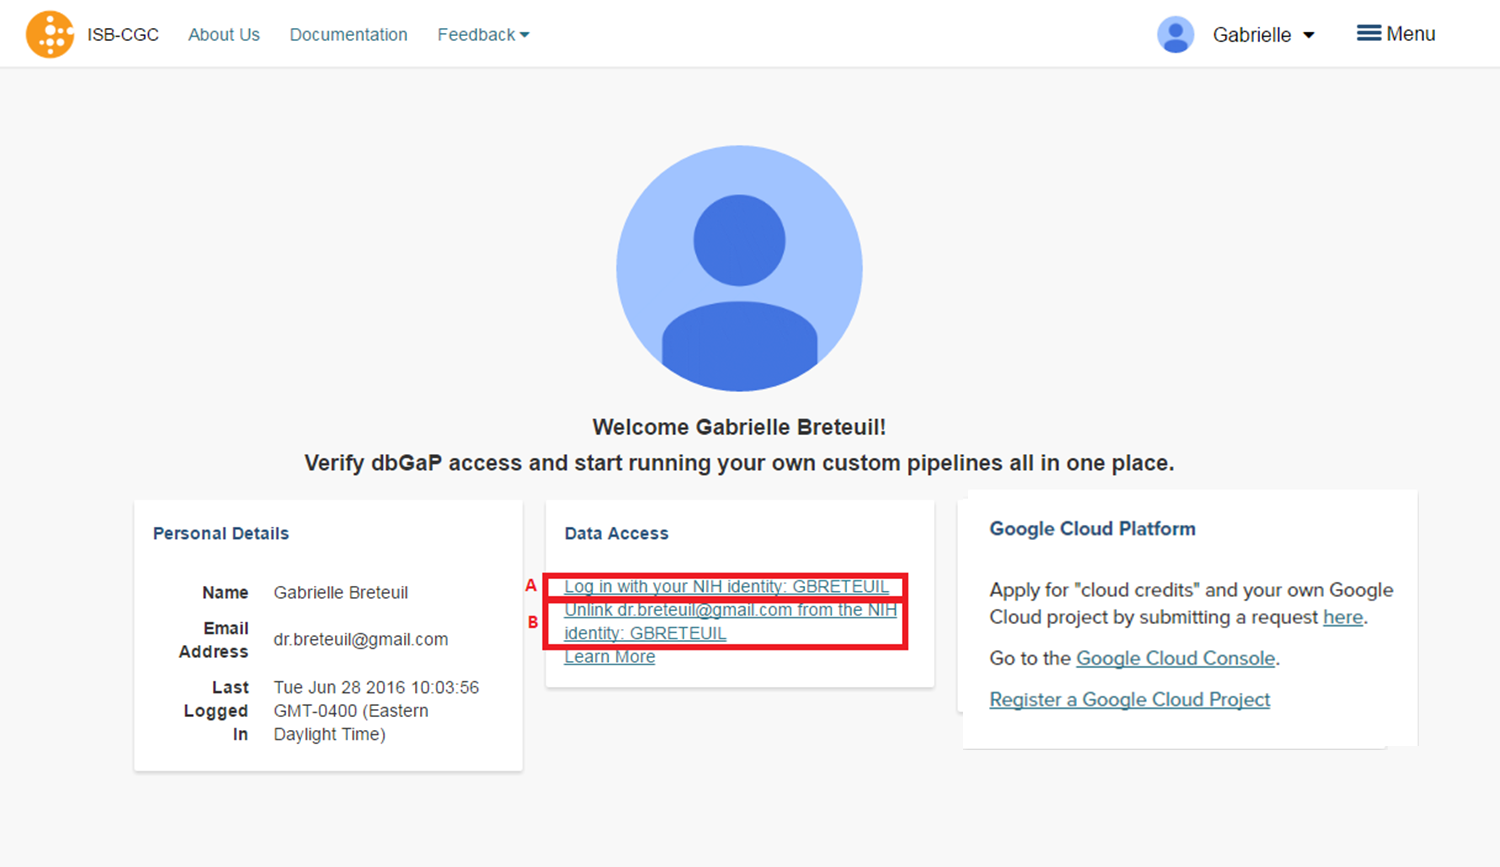 ISB-CGC About Us Documentation Feedback Gabrielle Menu
Welcome Gabrielle Breteuil!
Verify dbGaP access and start running your own custom pipelines all in one place.
Personal Details
Name Gabrielle Breteuil
Email
Address
dr.breteuil@gmail.com
Last
Logged
In
Tue Jun 28 2016 10:03:56
GMT-0400 (Eastern
Daylight Time)
Data Access
A Log in with your NIH identity: GBRETEUIL
B Unlink dr.breteuil@gmail.com from the NIH
identity: GBRETEUIL
Learn More
Google Cloud Platform
Apply for "cloud credits" and your own Google
Cloud project by submitting a request here.
Go to the Google Cloud Console.
Register a Google Cloud Project